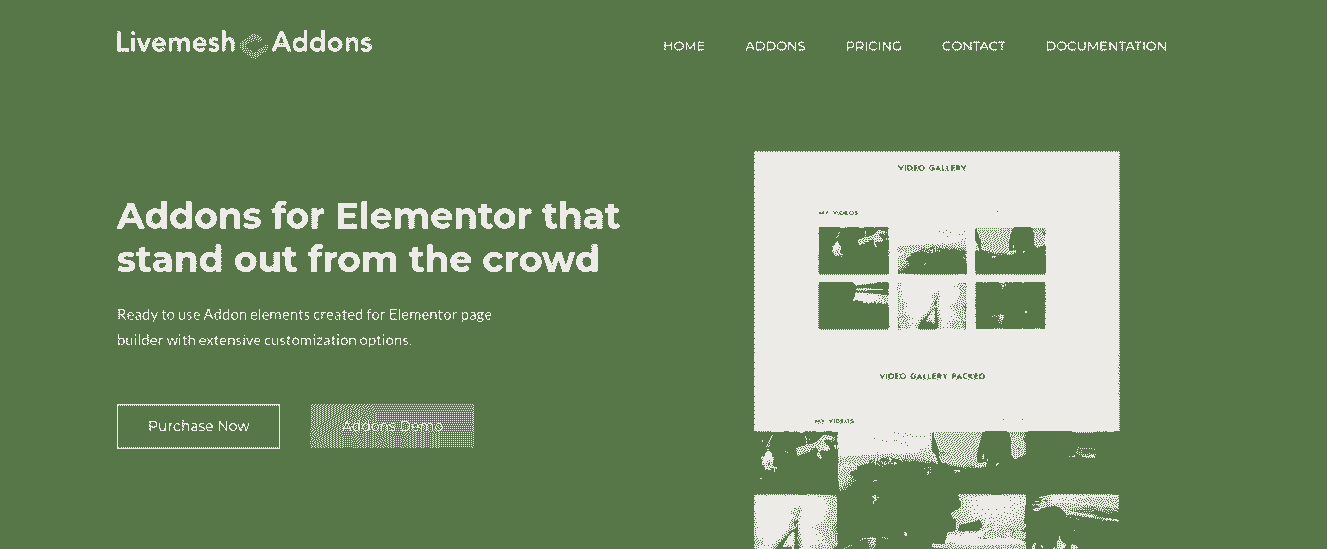 Livemesh Addons
HOME ADDONS PRICING CONTACT DOCUMENTATION
Addons for Elementor that
stand out from the crowd
Ready to use Addon elements created for Elementor page
builder with extensive customization options.
Purchase Now Addons Demo
VIDEO GALLERY
MY VIDEOS
VIDEO GALLERY PACKED
MY VIDEOS